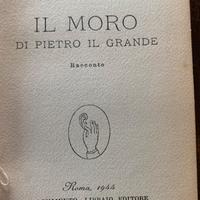 IL MORO
DI PIETRO IL GRANDE
Racconto
Roma, 1944
LIBRAIO EDITORE